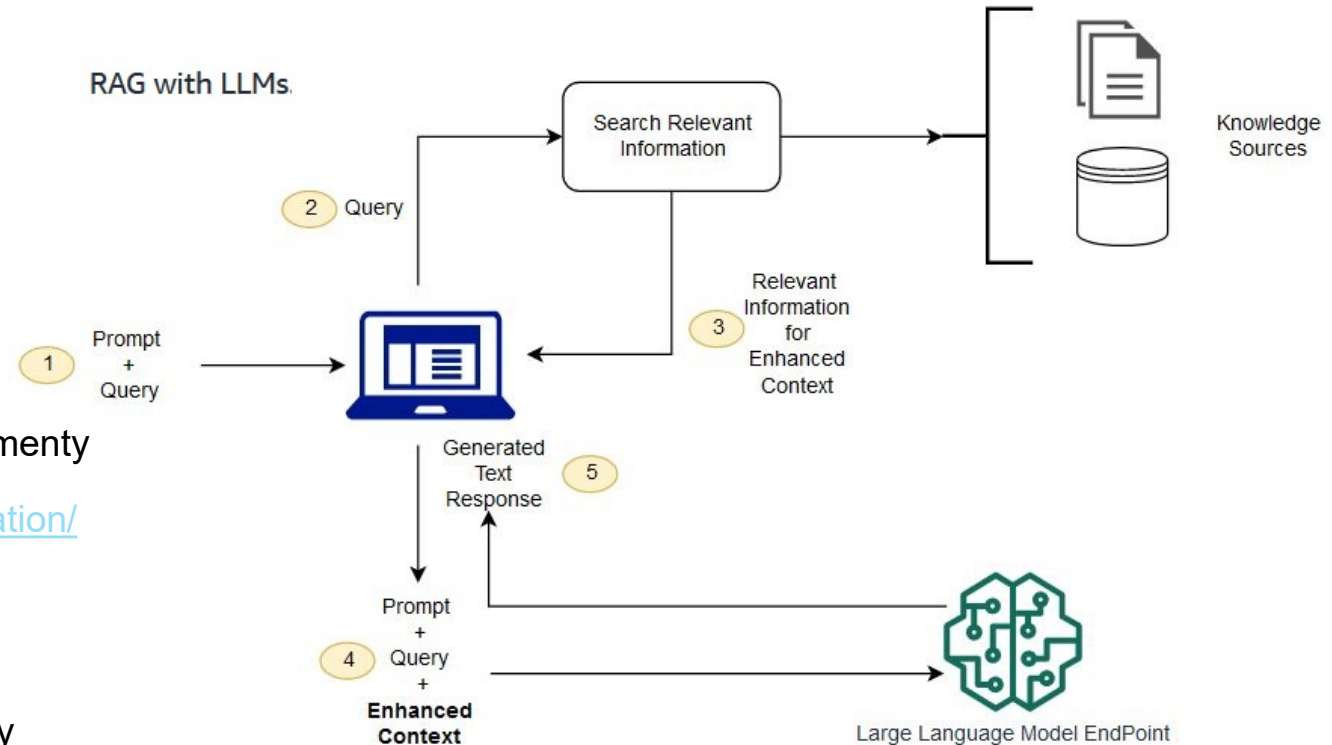 RAG with LLMs.
Search Relevant
Information
Knowledge
Sources
2 Query
Relevant
Information
for
Enhanced
Context
3
1
Prompt
+
Query
menty
ation/
Generated
Text
Response
5
Prompt
+
Query
+
Enhanced
Context
4
y
Large Language Model EndPoint